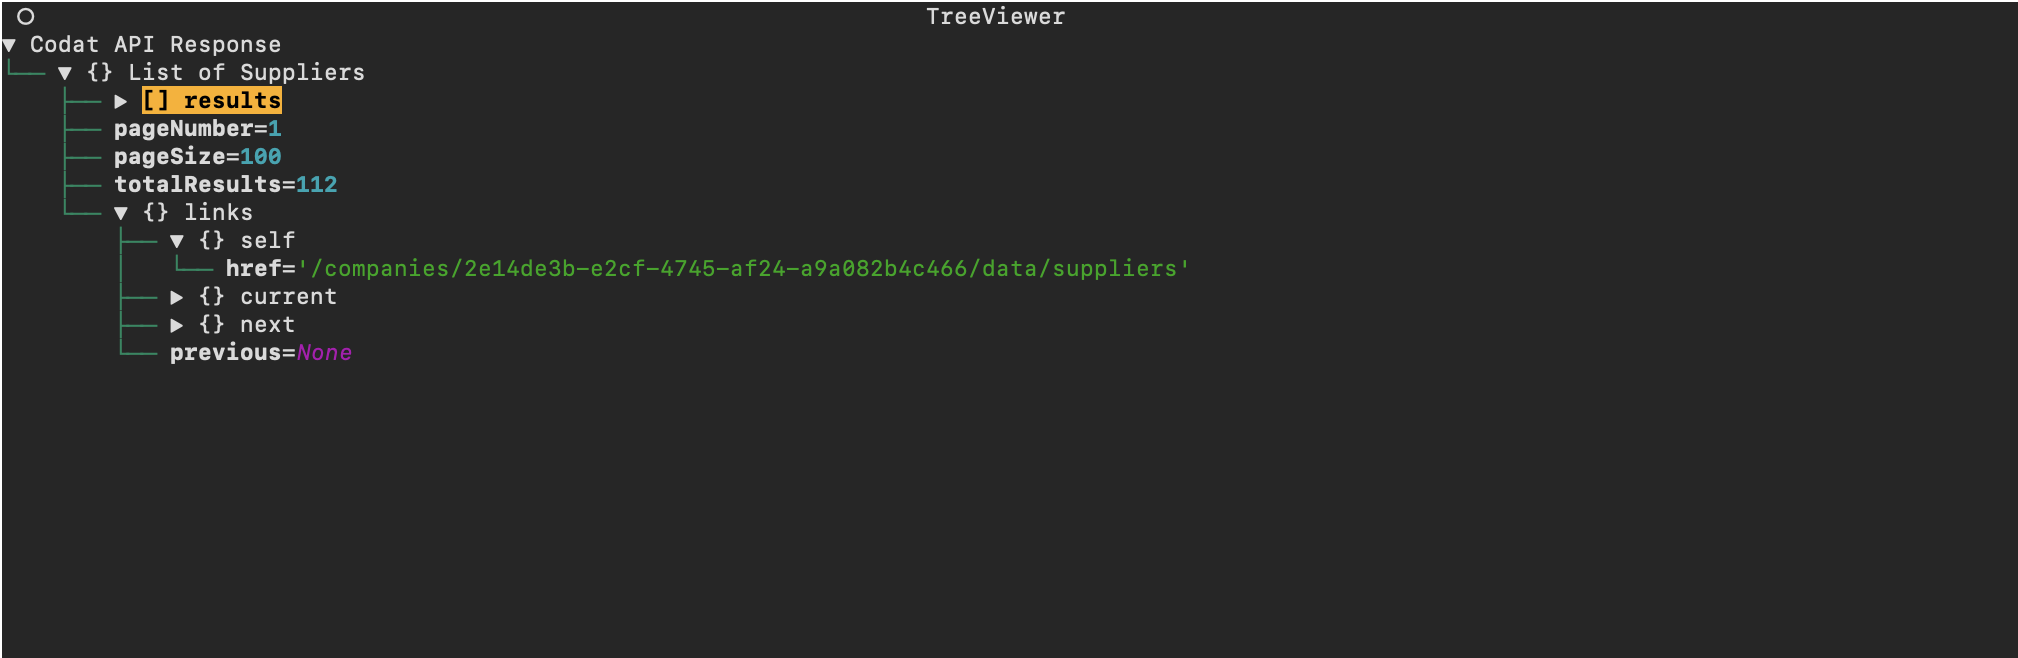 TreeViewer
▼ Codat API Response
▼ {} List of Suppliers
▶ [] results
pageNumber=1
pageSize=100
totalResults=112
▼ {} links
▼ {} self
href='/companies/2e14de3b-e2cf-4745-af24-a9a082b4c466/data/suppliers'
▶ {} current
▶ {} next
previous=None